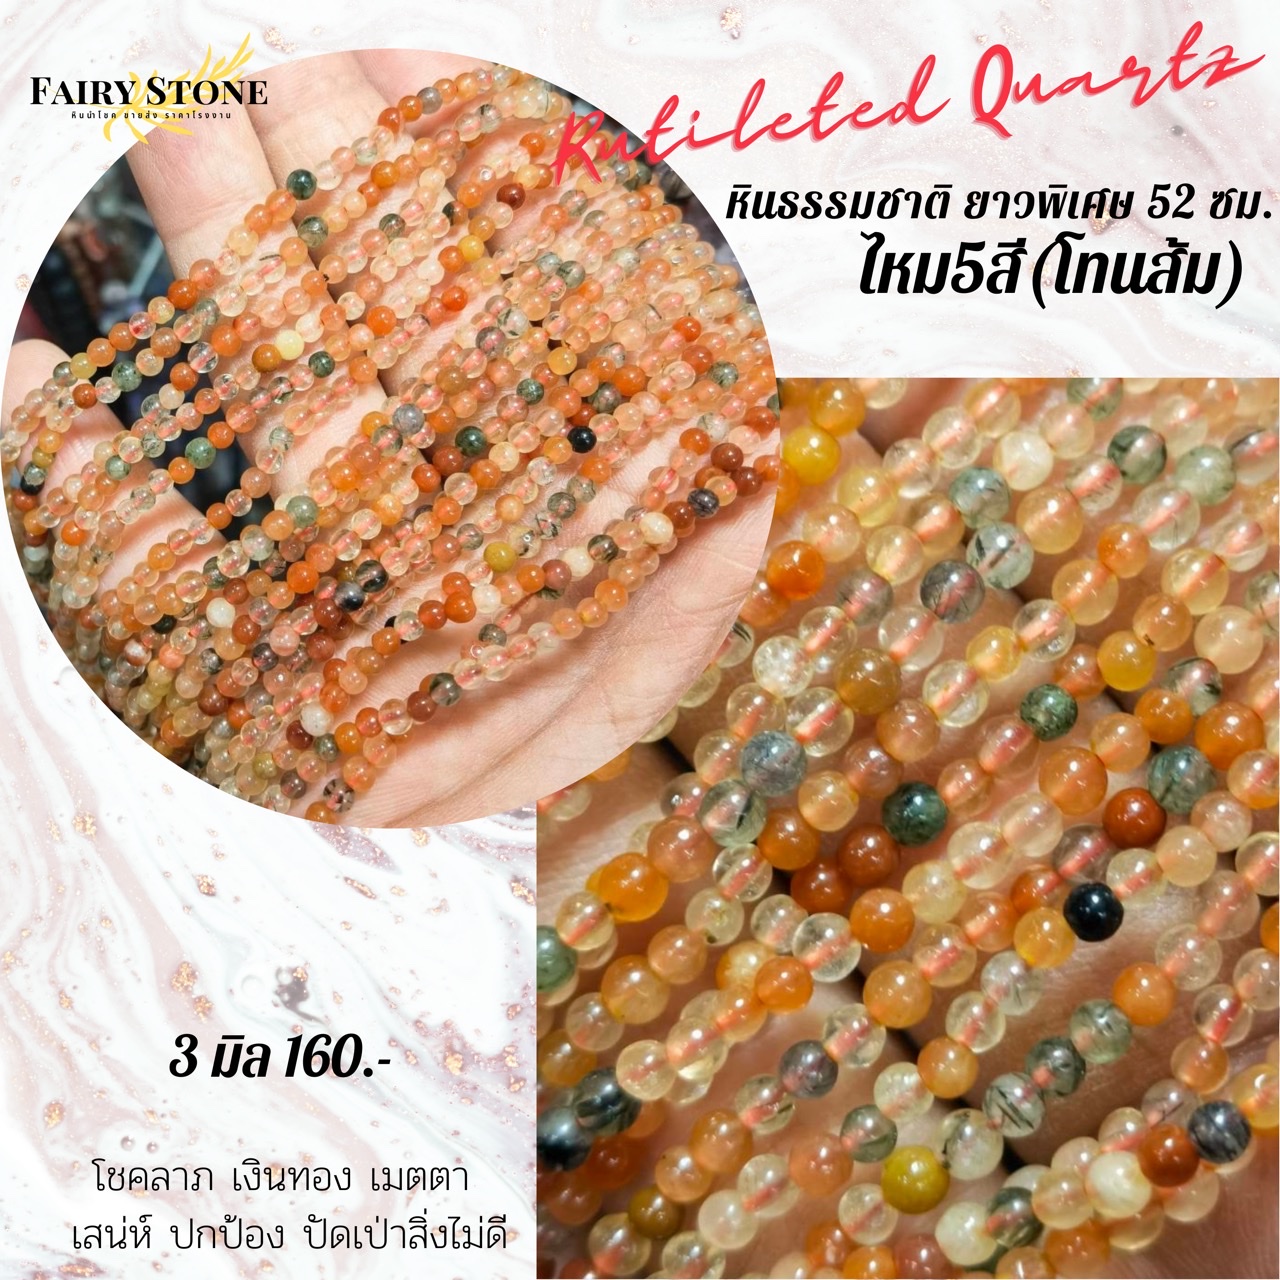 FAIRY STONE
หินนำโชค ขายส่ง ราคาโรงงาน
Rutileted Quartz
หินธรรมชาติ ยาวพิเศษ 52 ซม.
ไหม5สี (โทนส้ม)
3 มิล 160.-
โชคลาภ เงินทอง เมตตา
เสน่ห์ ปกป้อง ปัดเป่าสิ่งไม่ดี